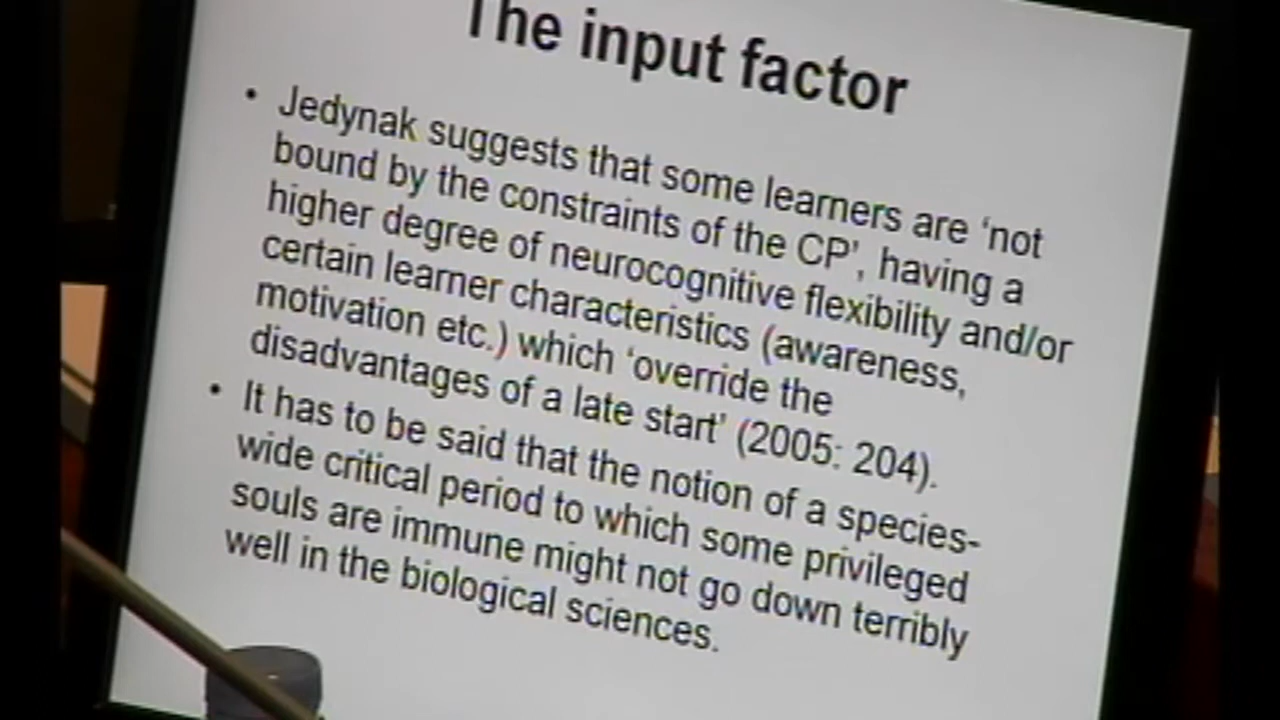 The input factor
• Jedynak suggests that some learners are ‘not
bound by the constraints of the CP’, having a
higher degree of neurocognitive flexibility and/or
certain learner characteristics (awareness,
motivation etc.) which ‘override the
disadvantages of a late start’ (2005: 204).
• It has to be said that the notion of a species-
wide critical period to which some privileged
souls are immune might not go down terribly
well in the biological sciences.